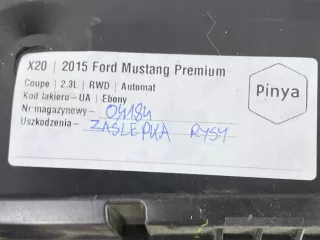 X20 | 2015 Ford Mustang Premium
Coupe | 2.3L | RWD | Automat
Kod lakieru - UA | Ebony
Nr magazynowy - 09184
Uszkodzenia - ZAŚLEPKA RYSY
Pinya